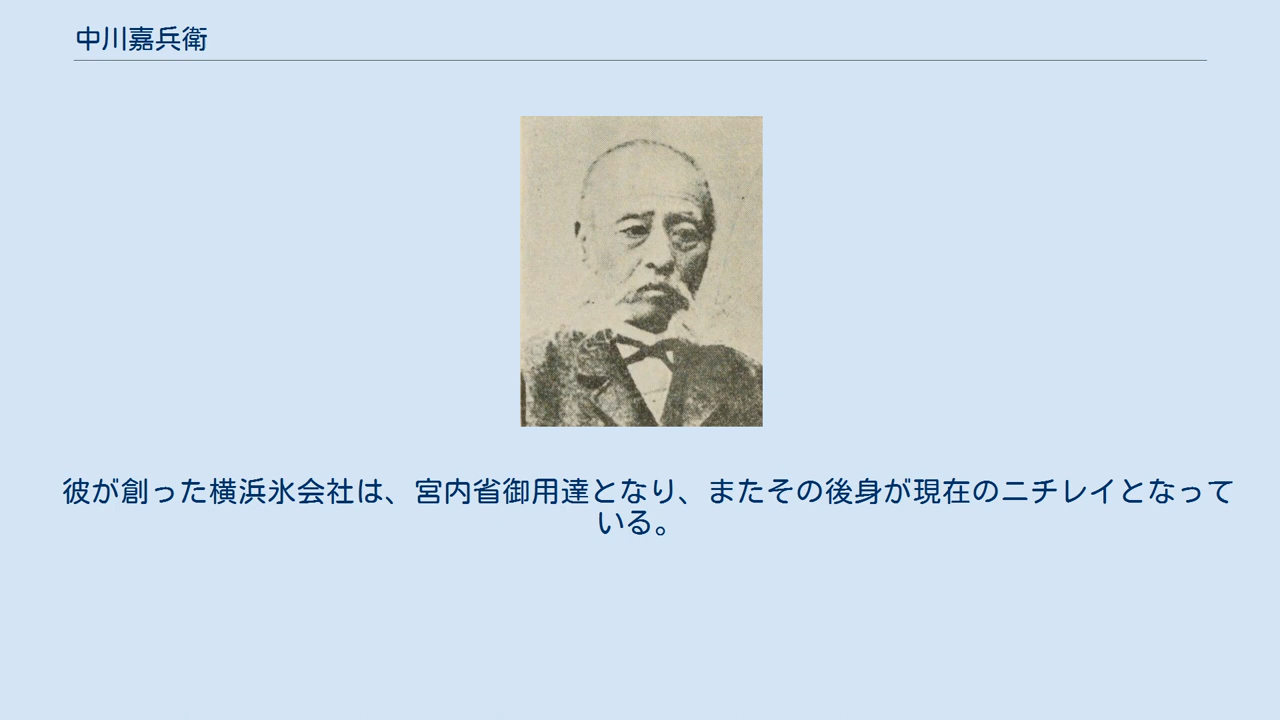 中川嘉兵衛
彼が創った横浜氷会社は、宮内省御用達となり、またその後身が現在のニチレイとなって
いる。